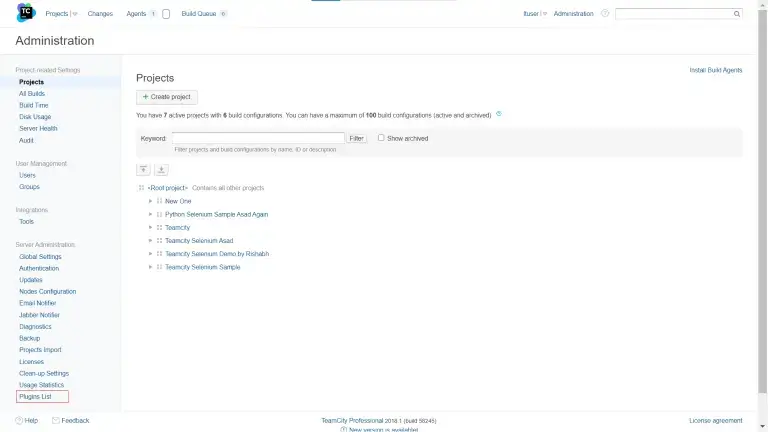 TC
Projects Changes Agents 1 Build Queue 0 ltuser Administration
Administration
Project-related Settings
Projects
All Builds
Build Time
Disk Usage
Server Health
Audit
User Management
Users
Groups
Integrations
Tools
Server Administration
Global Settings
Authentication
Updates
Nodes Configuration
Email Notifier
Jabber Notifier
Diagnostics
Backup
Projects Import
Licenses
Clean-up Settings
Usage Statistics
Plugins List
Projects
Install Build Agents
+ Create project
You have 7 active projects with 6 build configurations. You can have a maximum of 100 build configurations (active and archived)
Keyword: Filter Show archived
Filter projects and build configurations by name, ID or description
<Root project> Contains all other projects
New One
Python Selenium Sample Asad Again
Teamcity
Teamcity Selenium Asad
Teamcity Selenium Demo by Rishabh
Teamcity Selenium Sample
Help Feedback TeamCity Professional 2018.1 (build 58245) License agreement
New version is available!